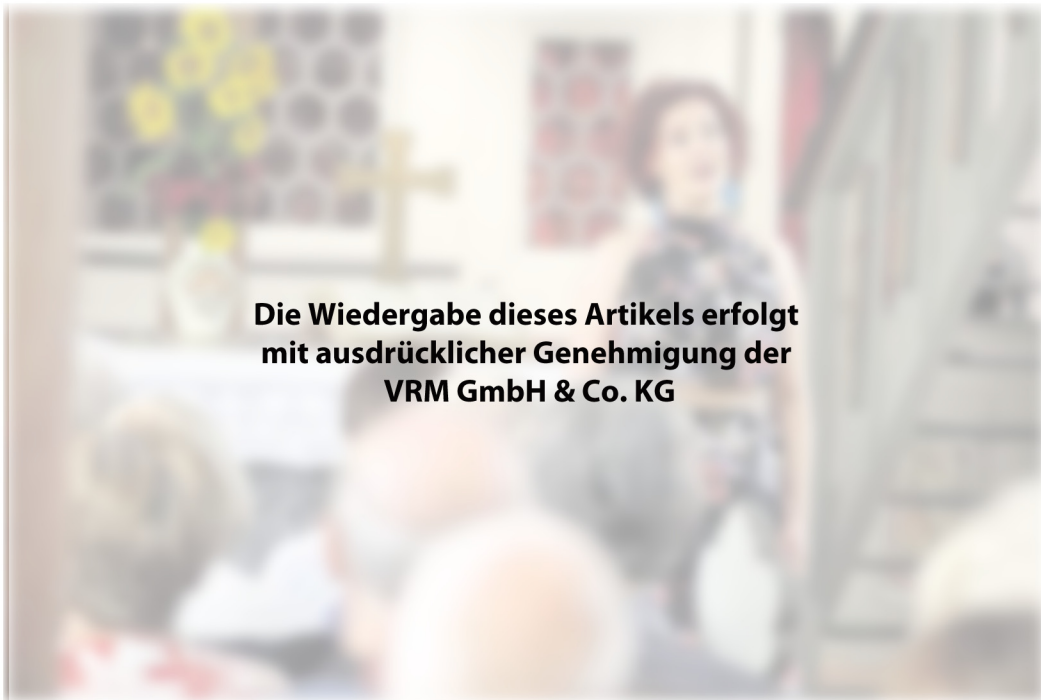 Die Wiedergabe dieses Artikels erfolgt
mit ausdrücklicher Genehmigung der
VRM GmbH & Co. KG